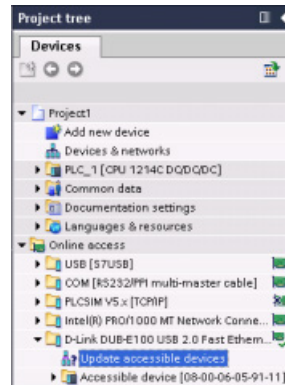 Project tree
Devices
Project1
Add new device
Devices & networks
PLC_1 [CPU 1214C DC/DC/DC]
Common data
Documentation settings
Languages & resources
Online access
USB [S7USB]
COM [RS232/PPI multi-master cable]
PLCSIM V5.x [TCP/IP]
Intel(R) PRO/1000 MT Network Conne...
D-Link DUB-E100 USB 2.0 Fast Ethern...
Update accessible devices
Accessible device [08-00-06-05-91-11]